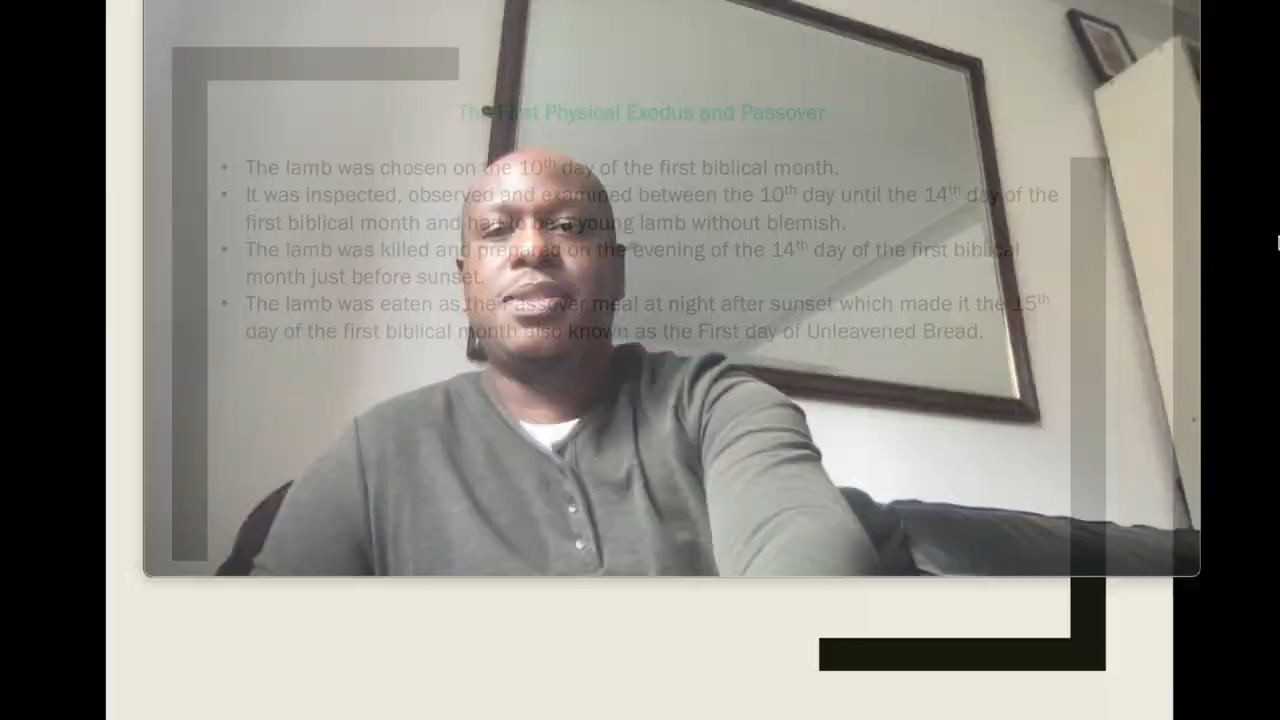 The First Physical Exodus and Passover
• The lamb was chosen on the 10th day of the first biblical month.
• It was inspected, observed and examined between the 10th day until the 14th day of the
first biblical month and had to be a young lamb without blemish.
• The lamb was killed and prepared on the evening of the 14th day of the first biblical
month just before sunset.
• The lamb was eaten as the Passover meal at night after sunset which made it the 15th
day of the first biblical month also known as the First day of Unleavened Bread.